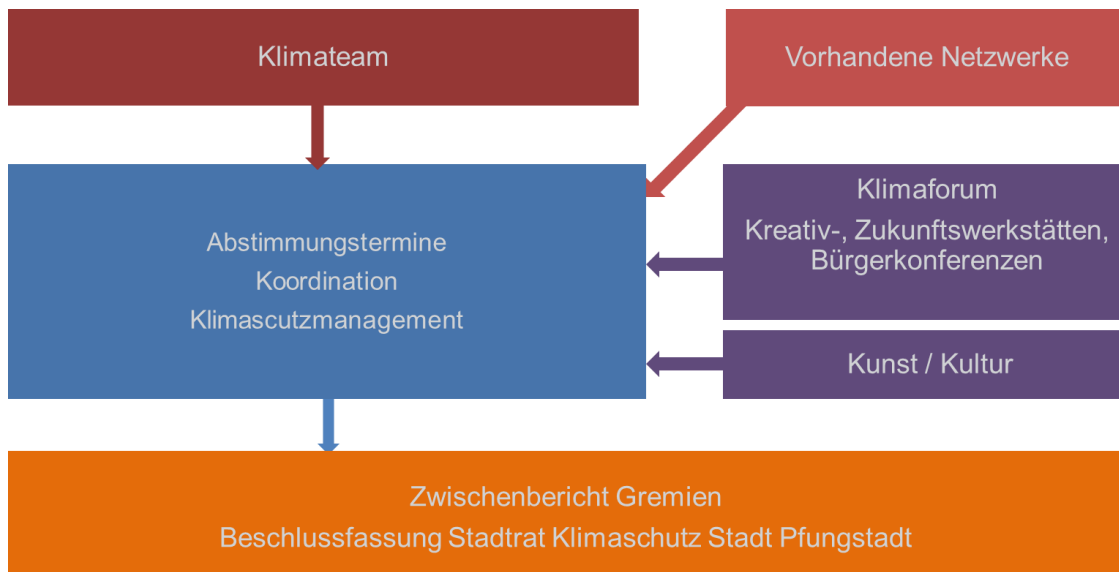 Klimateam
Vorhandene Netzwerke
Abstimmungstermine
Koordination
Klimascutzmanagement
Klimaforum
Kreativ-, Zukunftswerkstätten,
Bürgerkonferenzen
Kunst / Kultur
Zwischenbericht Gremien
Beschlussfassung Stadtrat Klimaschutz Stadt Pfungstadt